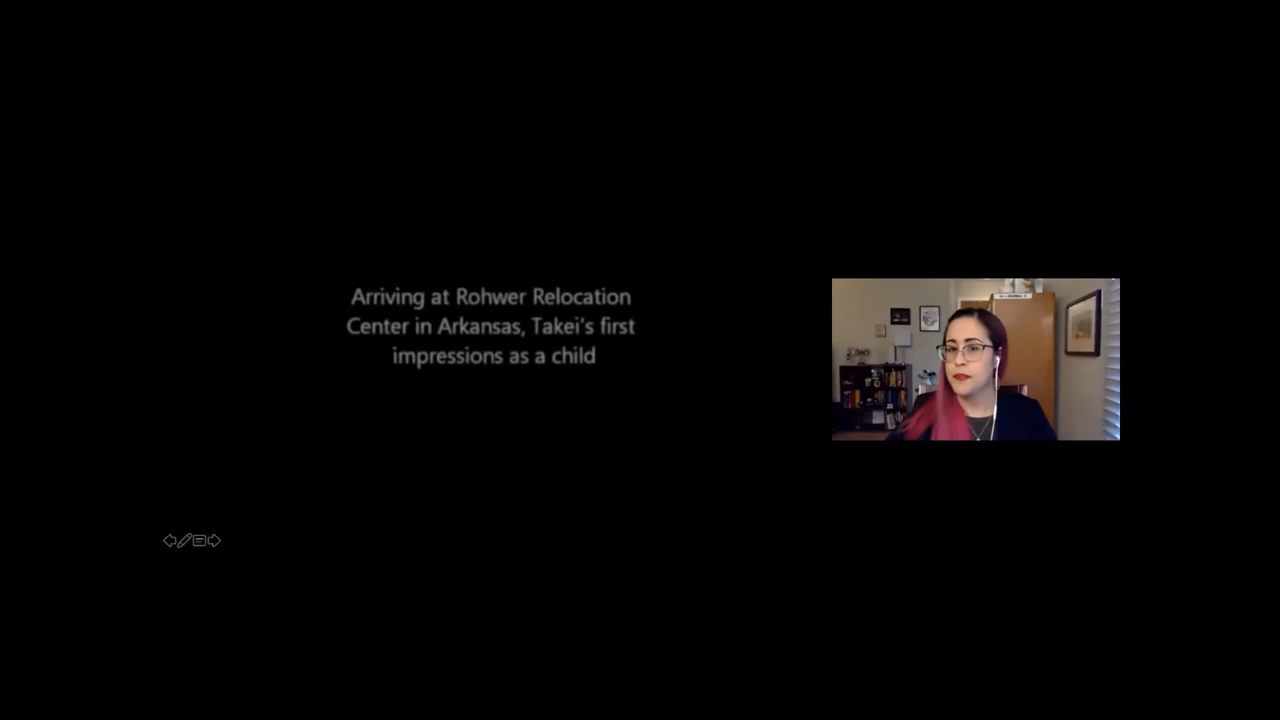 Arriving at Rohwer Relocation
Center in Arkansas, Takei's first
impressions as a child